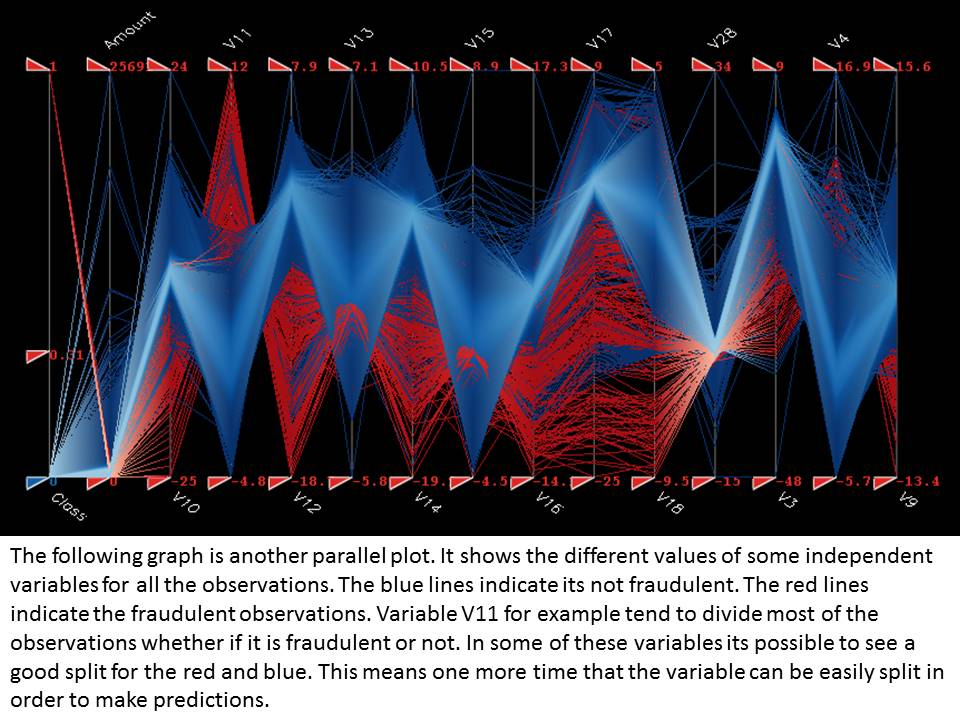 Amount V11 V13 V15 V17 V28 V4
1 2569 24 12 7.9 7.1 10.5 8.9 17.3 9 5 34 9 16.9 15.6
0.31
0 0 -25 -4.8 -18. -5.8 -19. -4.5 -14. -25 -9.5 -15 -48 -5.7 -13.4
Class V10 V12 V14 V16 V18 V3 V9
The following graph is another parallel plot. It shows the different values of some independent
variables for all the observations. The blue lines indicate its not fraudulent. The red lines
indicate the fraudulent observations. Variable V11 for example tend to divide most of the
observations whether if it is fraudulent or not. In some of these variables its possible to see a
good split for the red and blue. This means one more time that the variable can be easily split in
order to make predictions.